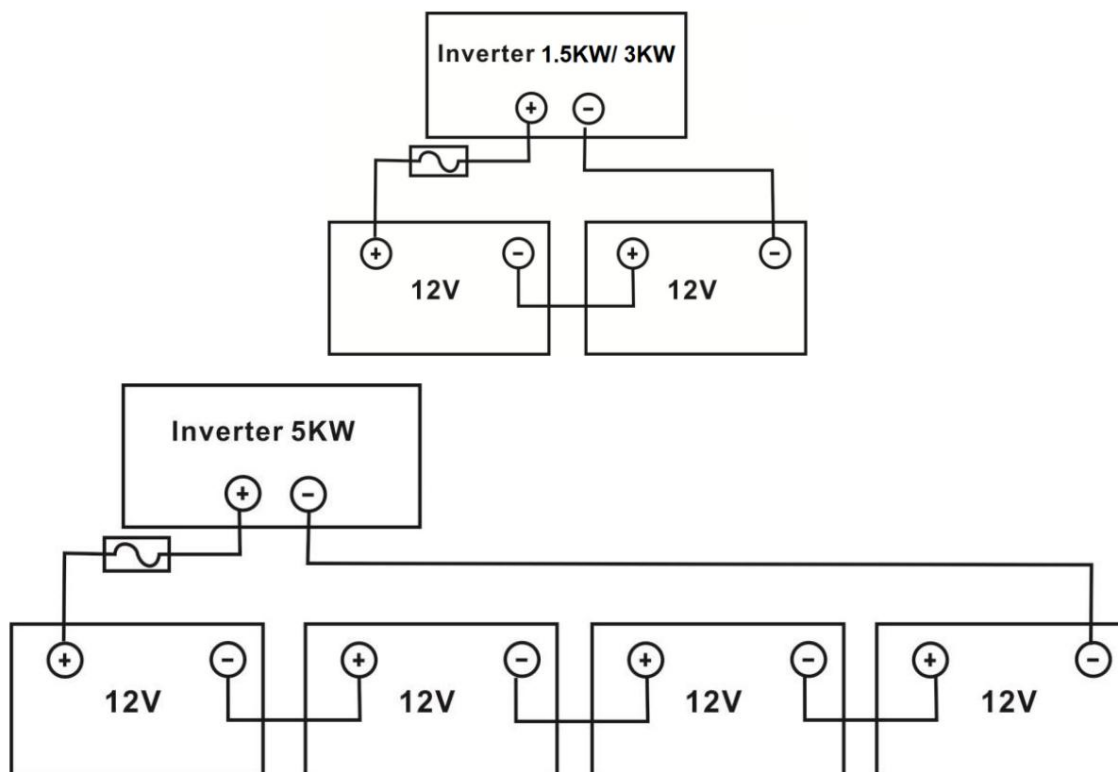 Inverter 1.5KW/ 3KW
+ -
+ - + -
12V 12V
Inverter 5KW
+ -
+ - + - + - + -
12V 12V 12V 12V